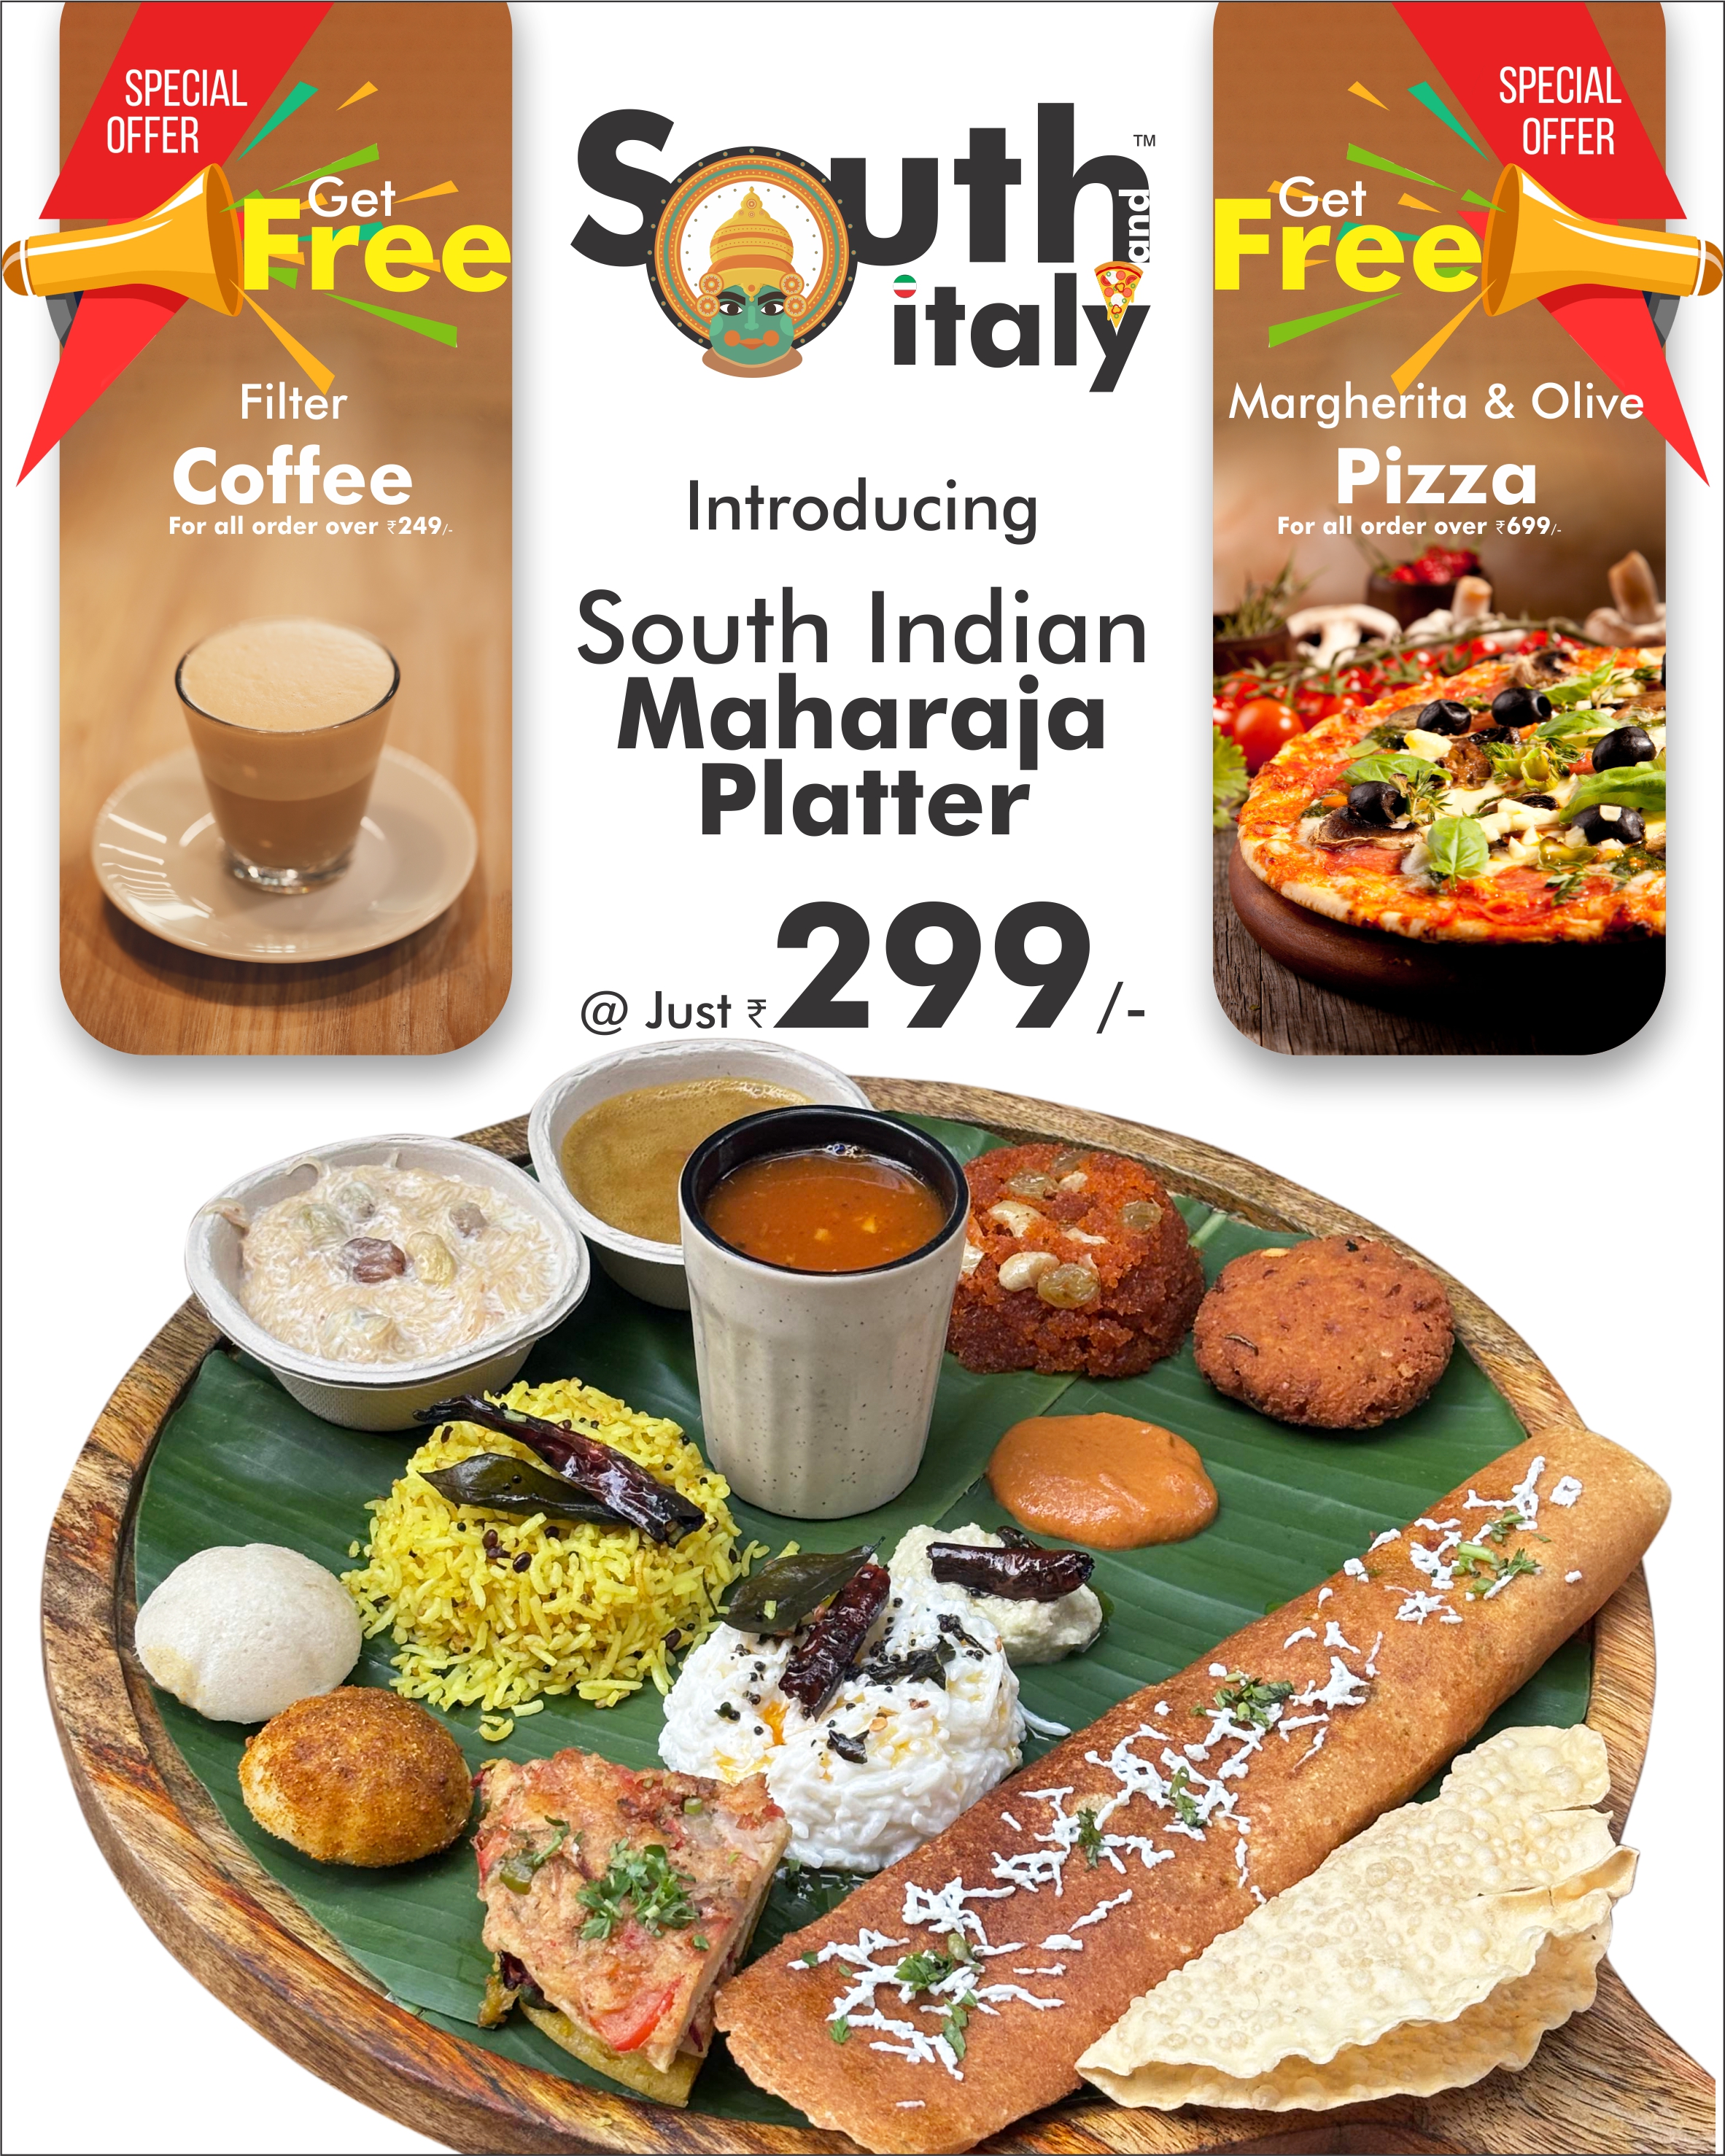 SPECIAL
OFFER
Get
Free
Filter
Coffee
For all order over ₹249/-
South
TM
and
italy
Introducing
South Indian
Maharaja
Platter
@ Just ₹299/-
SPECIAL
OFFER
Get
Free
Margherita & Olive
Pizza
For all order over ₹699/-